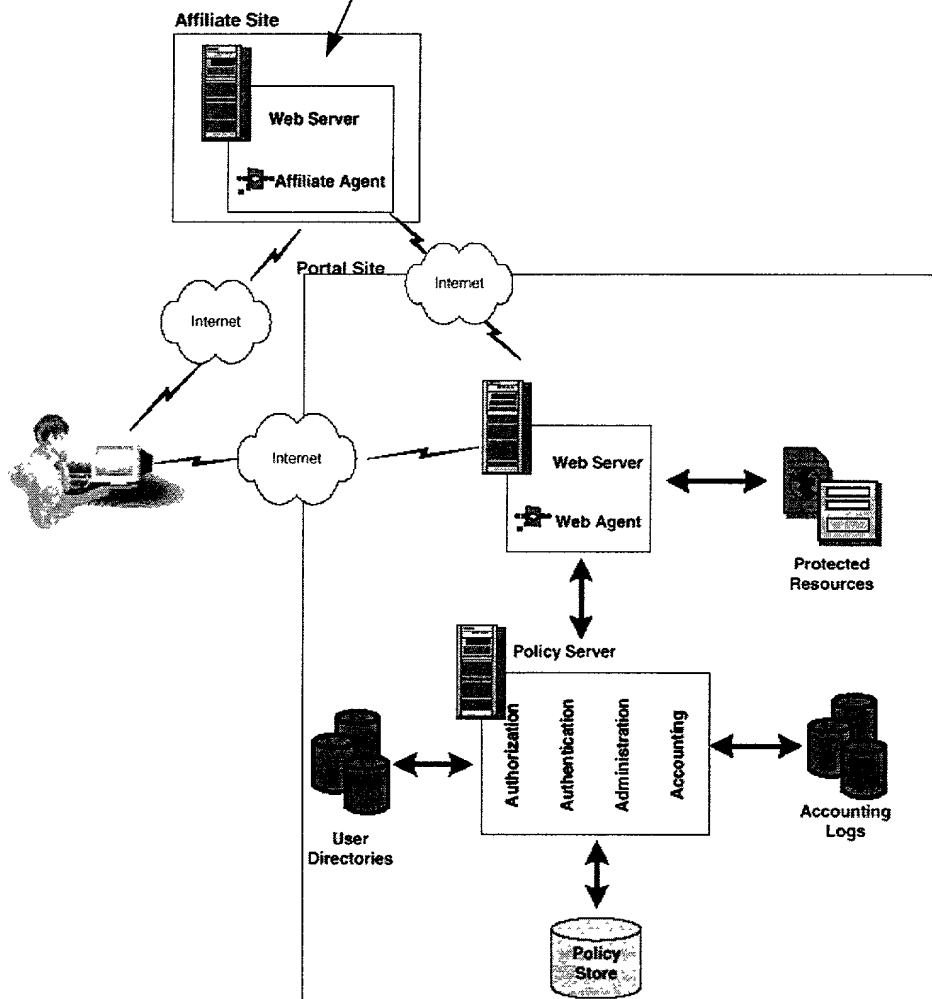 Affiliate Site
Web Server
Affiliate Agent
Portal Site
Internet
Internet
Internet
Web Server
Web Agent
Protected
Resources
Policy Server
Authorization
Authentication
Administration
Accounting
User
Directories
Accounting
Logs
Policy
Store